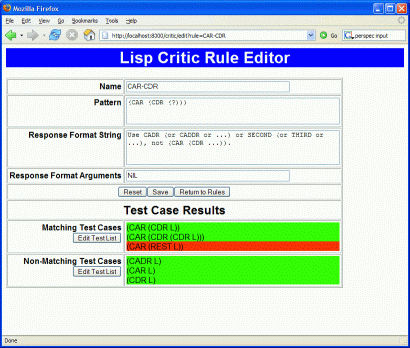 Mozilla Firefox
File Edit View Go Bookmarks Tools Help
http://localhost:8000/critic/edit?rule=CAR-CDR
Go
perspec input
Lisp Critic Rule Editor
Name
CAR-CDR
Pattern
(CAR (CDR (?)))
Response Format String
Use CADR (or CADDR or ...) or SECOND (or THIRD or
...), not (CAR (CDR ...)).
Response Format Arguments
NIL
Reset Save Return to Rules
Test Case Results
Matching Test Cases
Edit Test List
(CAR (CDR L))
(CAR (CDR (CDR L)))
(CAR (REST L))
Non-Matching Test Cases
Edit Test List
(CADR L)
(CAR L)
(CDR L)
Done